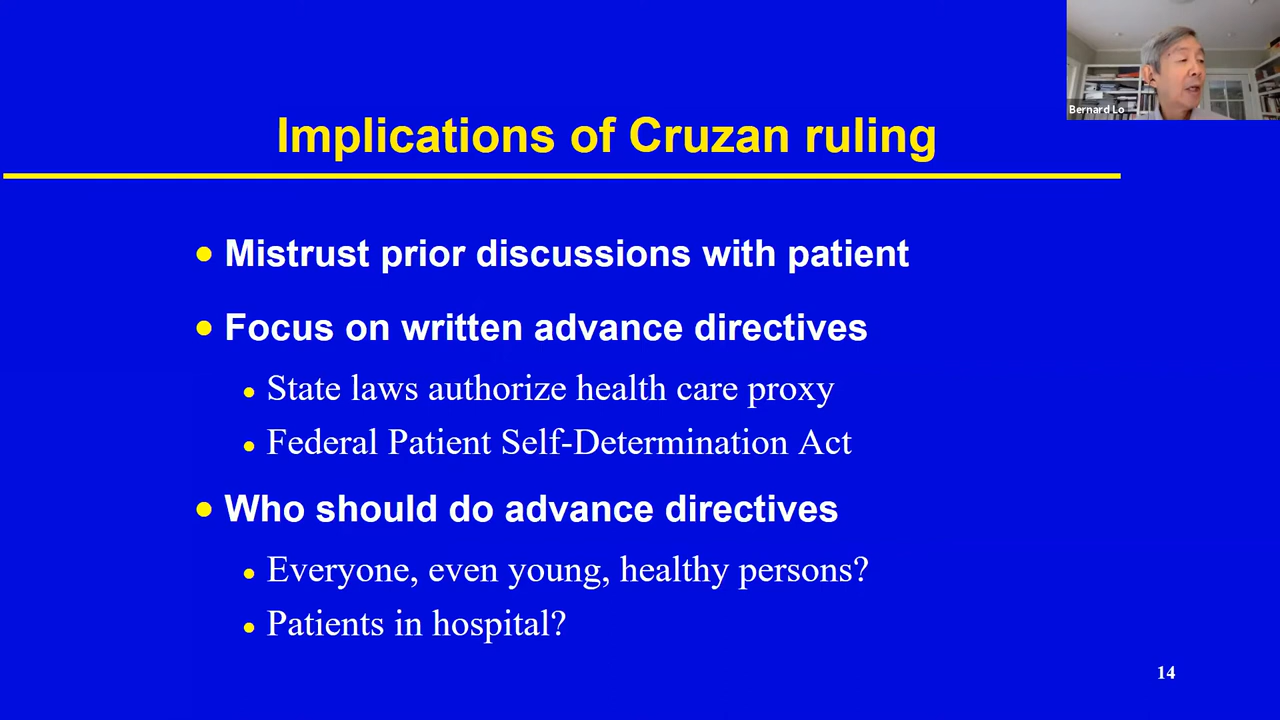 Bernard Lo
Implications of Cruzan ruling
Mistrust prior discussions with patient
Focus on written advance directives
State laws authorize health care proxy
Federal Patient Self-Determination Act
Who should do advance directives
Everyone, even young, healthy persons?
Patients in hospital?
14